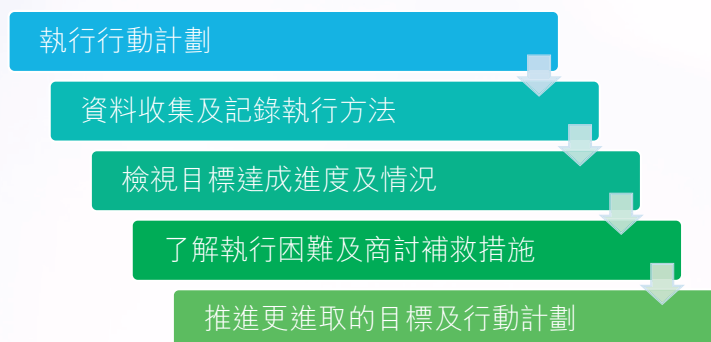 執行行動計劃
資料收集及記錄執行方法
檢視目標達成進度及情況
了解執行困難及商討補救措施
推進更進取的目標及行動計劃